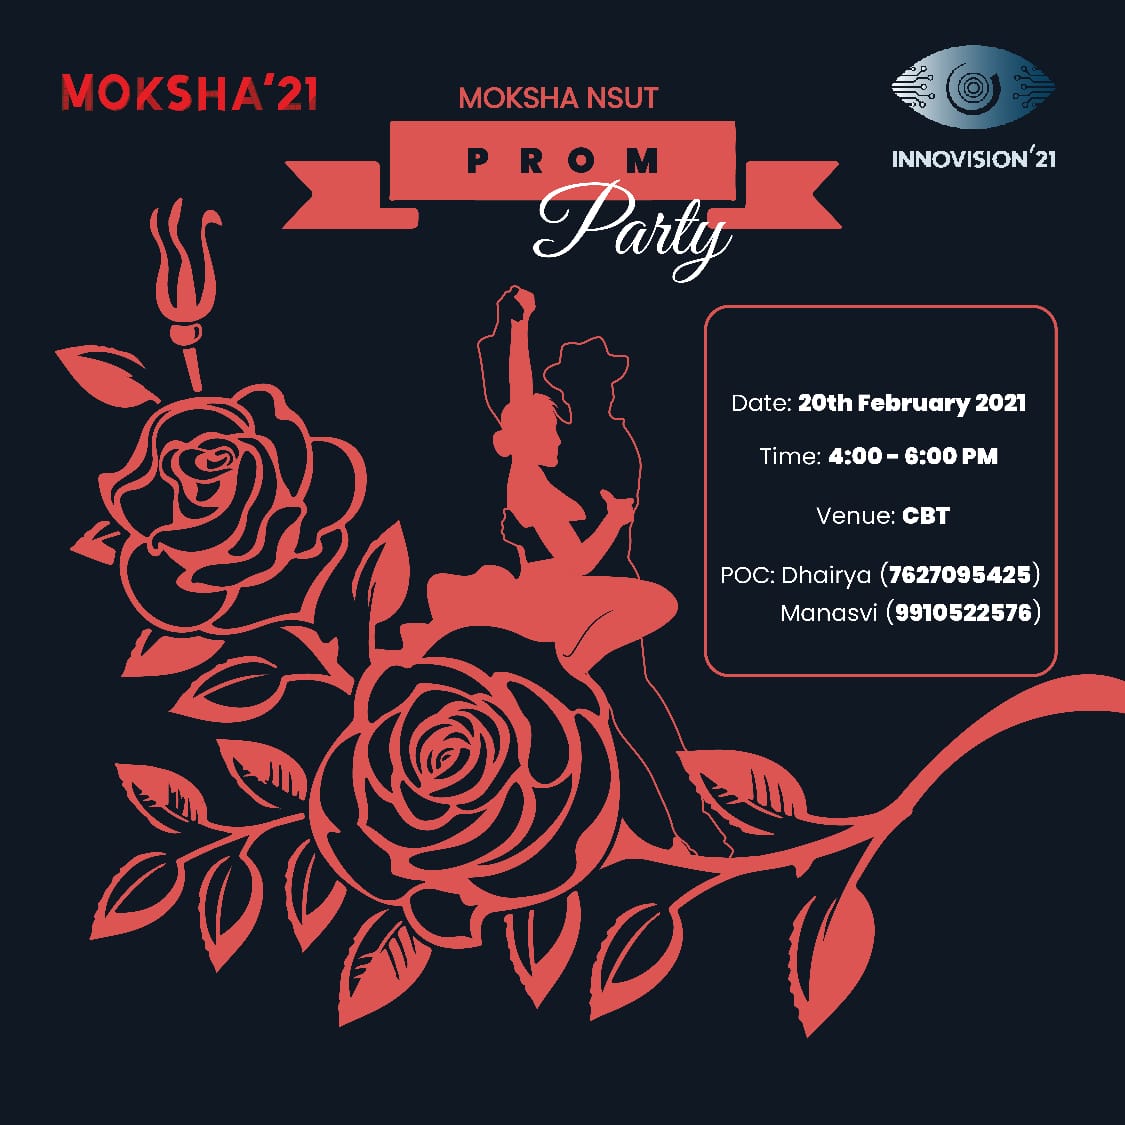 MOKSHA'21
MOKSHA NSUT
INNOVISION'21
PROM
Party
Date: 20th February 2021
Time: 4:00 - 6:00 PM
Venue: CBT
POC: Dhairya (7627095425)
Manasvi (9910522576)